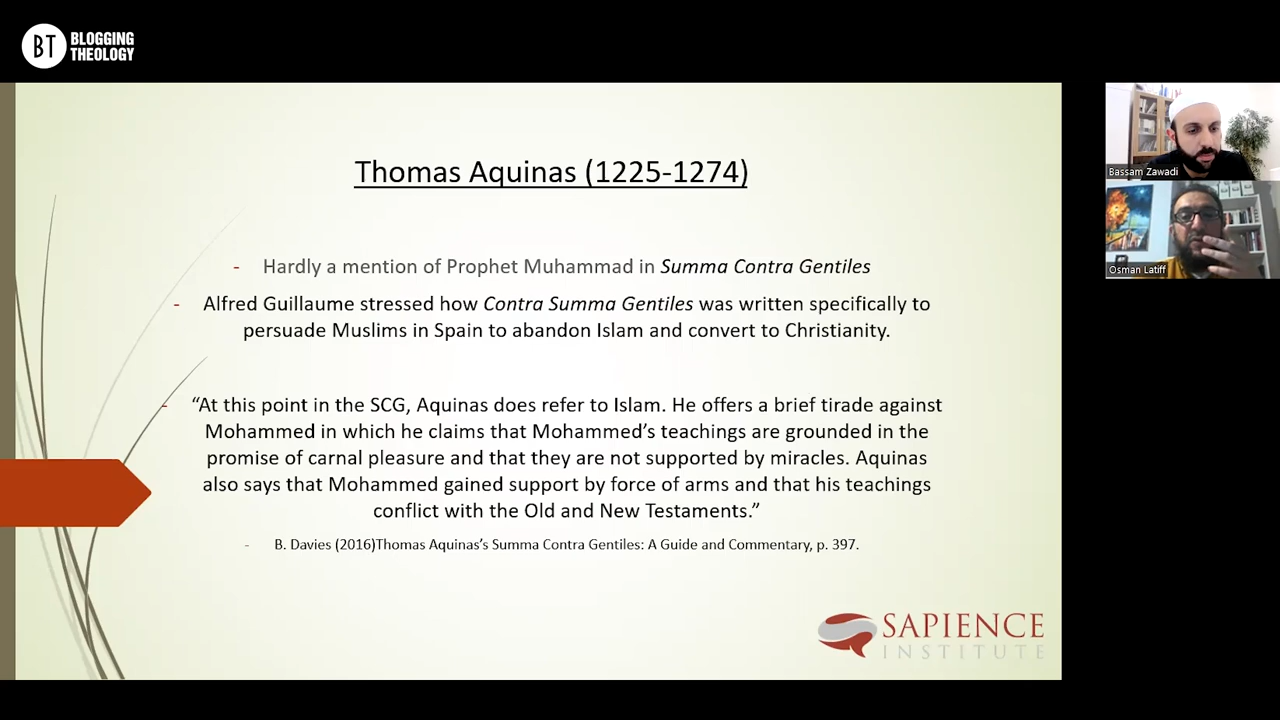 BT BLOGGING
THEOLOGY
Thomas Aquinas (1225-1274)
- Hardly a mention of Prophet Muhammad in Summa Contra Gentiles
- Alfred Guillaume stressed how Contra Summa Gentiles was written specifically to
persuade Muslims in Spain to abandon Islam and convert to Christianity.
- “At this point in the SCG, Aquinas does refer to Islam. He offers a brief tirade against
Mohammed in which he claims that Mohammed’s teachings are grounded in the
promise of carnal pleasure and that they are not supported by miracles. Aquinas
also says that Mohammed gained support by force of arms and that his teachings
conflict with the Old and New Testaments.”
- B. Davies (2016)Thomas Aquinas’s Summa Contra Gentiles: A Guide and Commentary, p. 397.
SAPIENCE
INSTITUTE
Bassam Zawadi
Osman Latiff